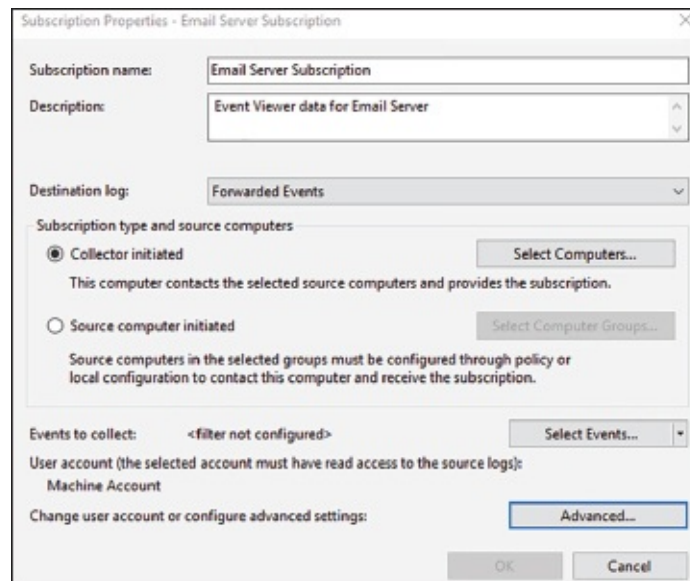 Subscription Properties - Email Server Subscription
Subscription name: Email Server Subscription
Description: Event Viewer data for Email Server
Destination log: Forwarded Events
Subscription type and source computers
Collector initiated Select Computers...
This computer contacts the selected source computers and provides the subscription.
Source computer initiated Select Computer Groups...
Source computers in the selected groups must be configured through policy or
local configuration to contact this computer and receive the subscription.
Events to collect: <filter not configured> Select Events...
User account (the selected account must have read access to the source logs):
Machine Account
Change user account or configure advanced settings: Advanced...
OK Cancel